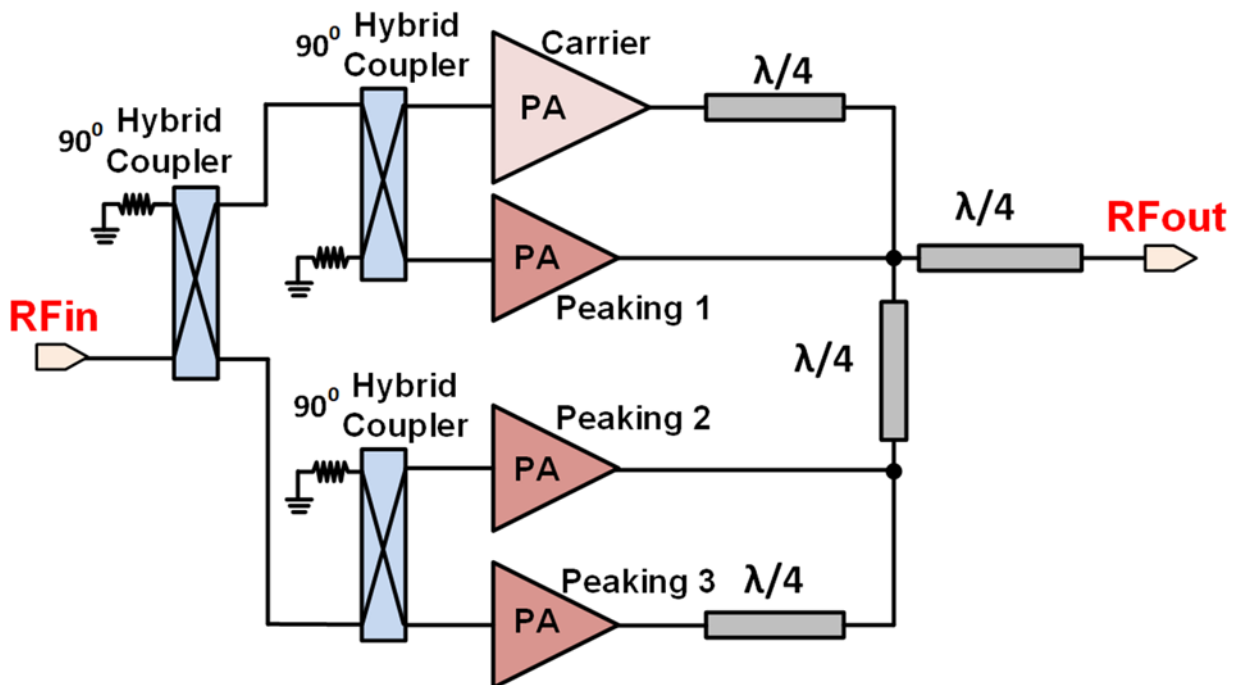 90⁰ Hybrid
Coupler
Carrier
PA
λ/4
90⁰ Hybrid
Coupler
PA
Peaking 1
λ/4
RFout
RFin
λ/4
90⁰ Hybrid
Coupler
Peaking 2
PA
Peaking 3
PA
λ/4